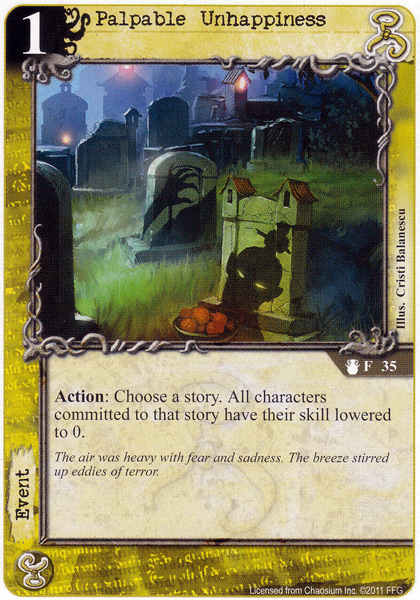 1
Palpable Unhappiness
Illus. Cristi Balanescu
F 35
Action: Choose a story. All characters
committed to that story have their skill lowered
to 0.
The air was heavy with fear and sadness. The breeze stirred
up eddies of terror.
Event
Licensed from Chaosium Inc. ©2011 FFG